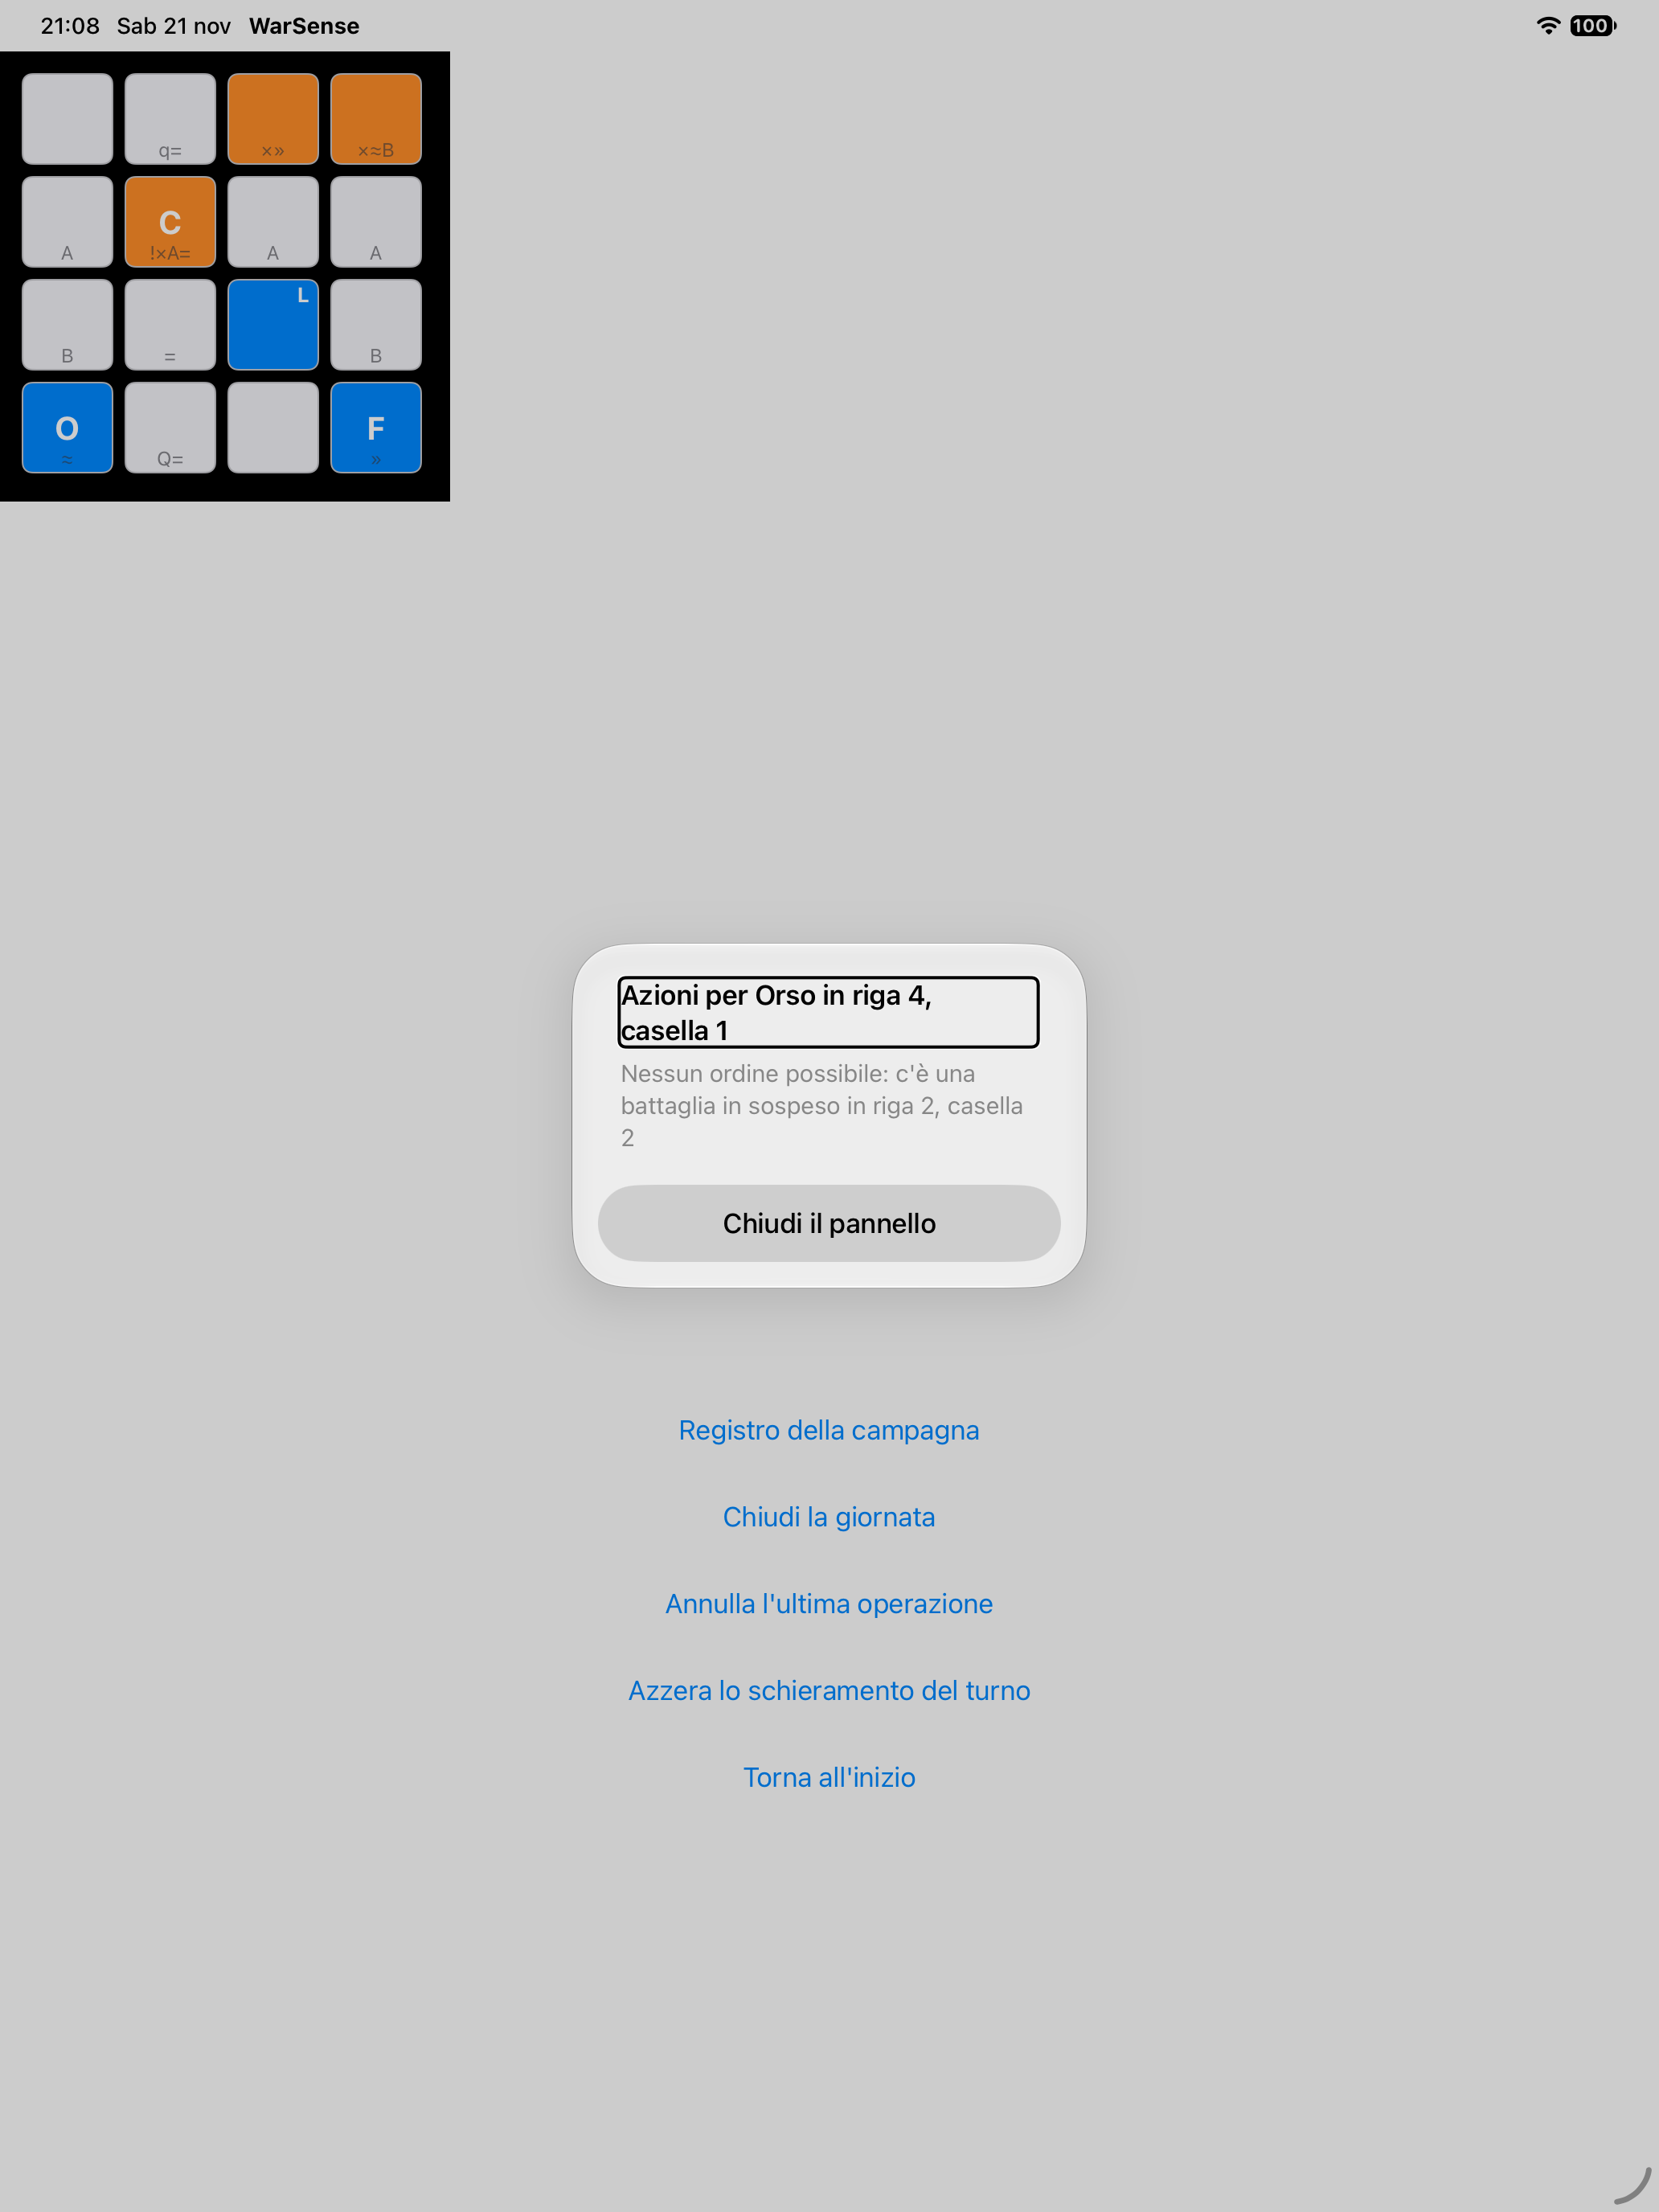 21:08 Sab 21 nov WarSense 100
q= ×» ×≈B
C
A !×A= A A
L
B = B
O F
≈ Q= »
Azioni per Orso in riga 4,
casella 1
Nessun ordine possibile: c'è una
battaglia in sospeso in riga 2, casella
2
Chiudi il pannello
Registro della campagna
Chiudi la giornata
Annulla l'ultima operazione
Azzera lo schieramento del turno
Torna all'inizio